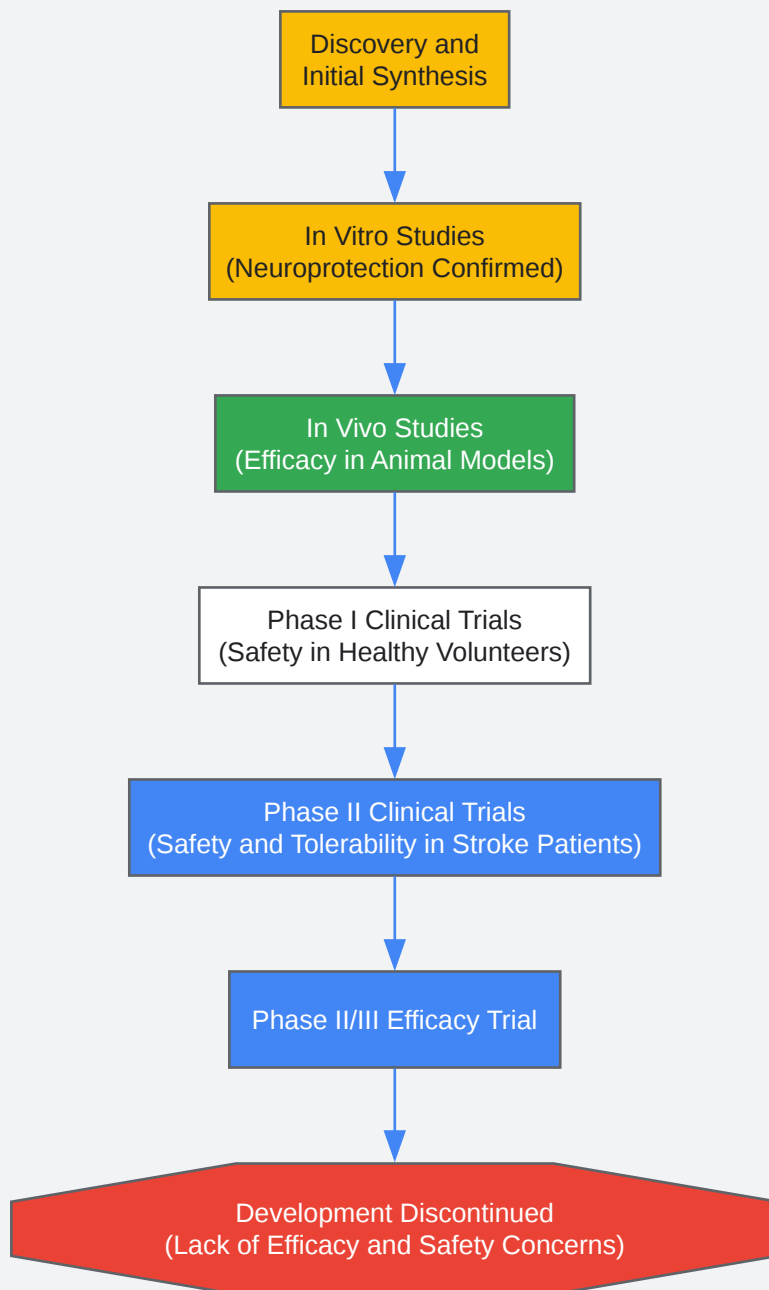 Discovery and
Initial Synthesis
In Vitro Studies
(Neuroprotection Confirmed)
In Vivo Studies
(Efficacy in Animal Models)
Phase I Clinical Trials
(Safety in Healthy Volunteers)
Phase II Clinical Trials
(Safety and Tolerability in Stroke Patients)
Phase II/III Efficacy Trial
Development Discontinued
(Lack of Efficacy and Safety Concerns)